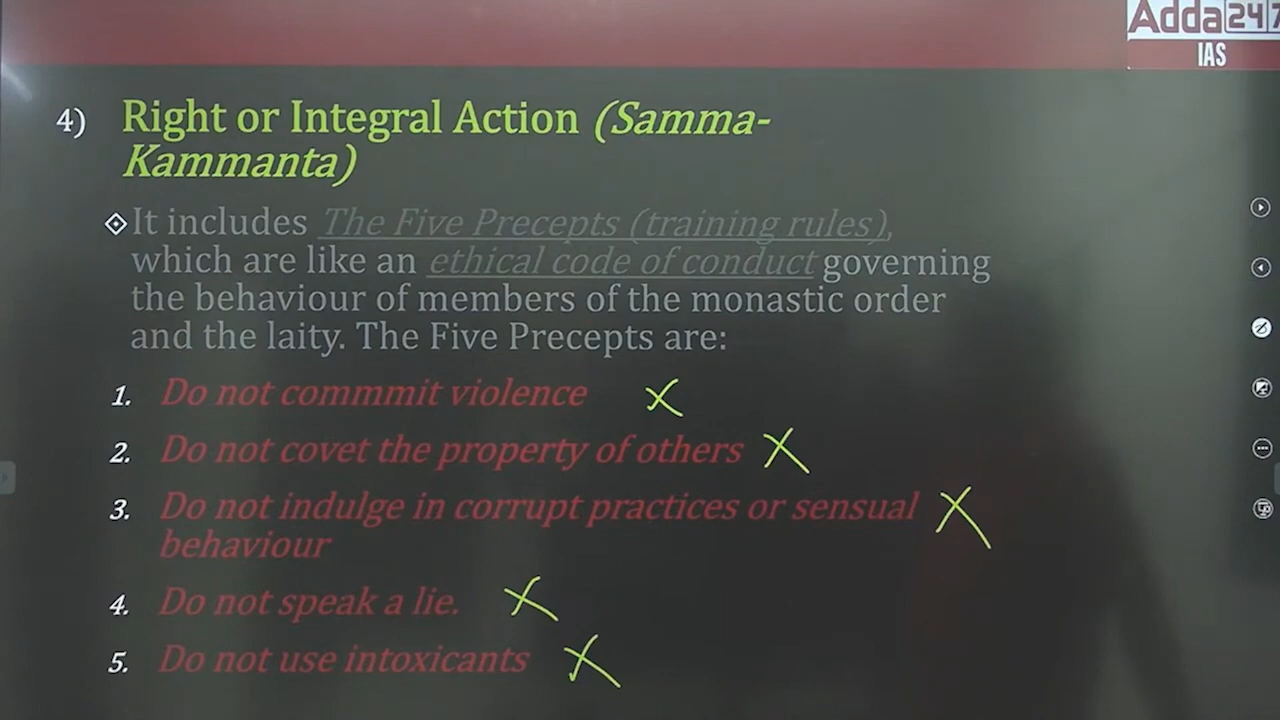 Adda247
IAS
4) Right or Integral Action (Samma-
Kammanta)
It includes The Five Precepts (training rules),
which are like an ethical code of conduct governing
the behaviour of members of the monastic order
and the laity. The Five Precepts are:
1. Do not commmit violence
2. Do not covet the property of others
3. Do not indulge in corrupt practices or sensual
behaviour
4. Do not speak a lie.
5. Do not use intoxicants